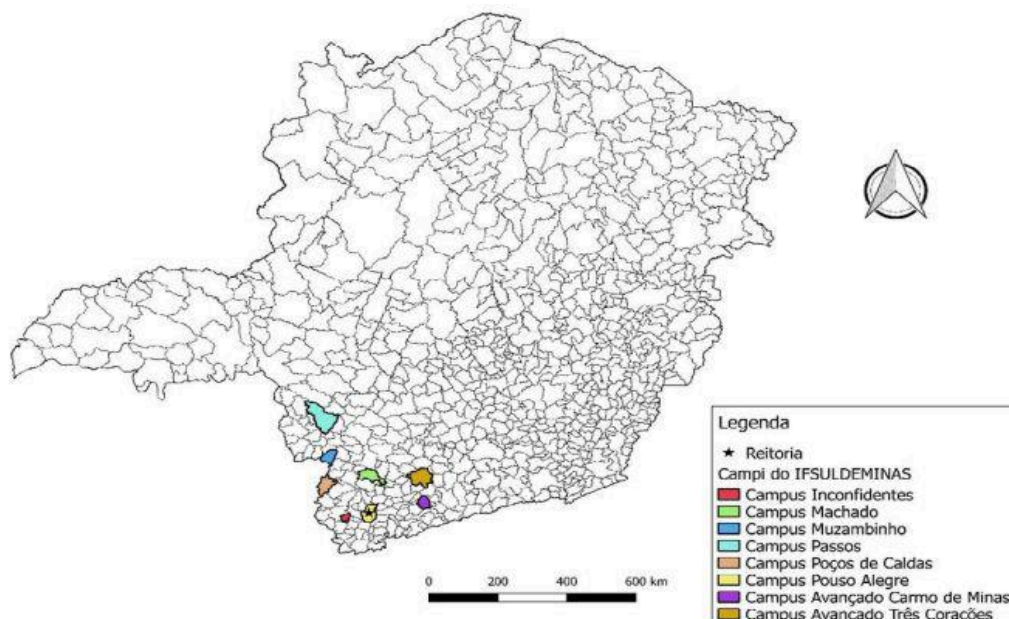 Legenda
★ Reitoria
Campi do IFSULDEMINAS
Campus Inconfidentes
Campus Machado
Campus Muzambinho
Campus Passos
Campus Poços de Caldas
Campus Pouso Alegre
Campus Avançado Carmo de Minas
Campus Avançado Três Corações
0 200 400 600 km